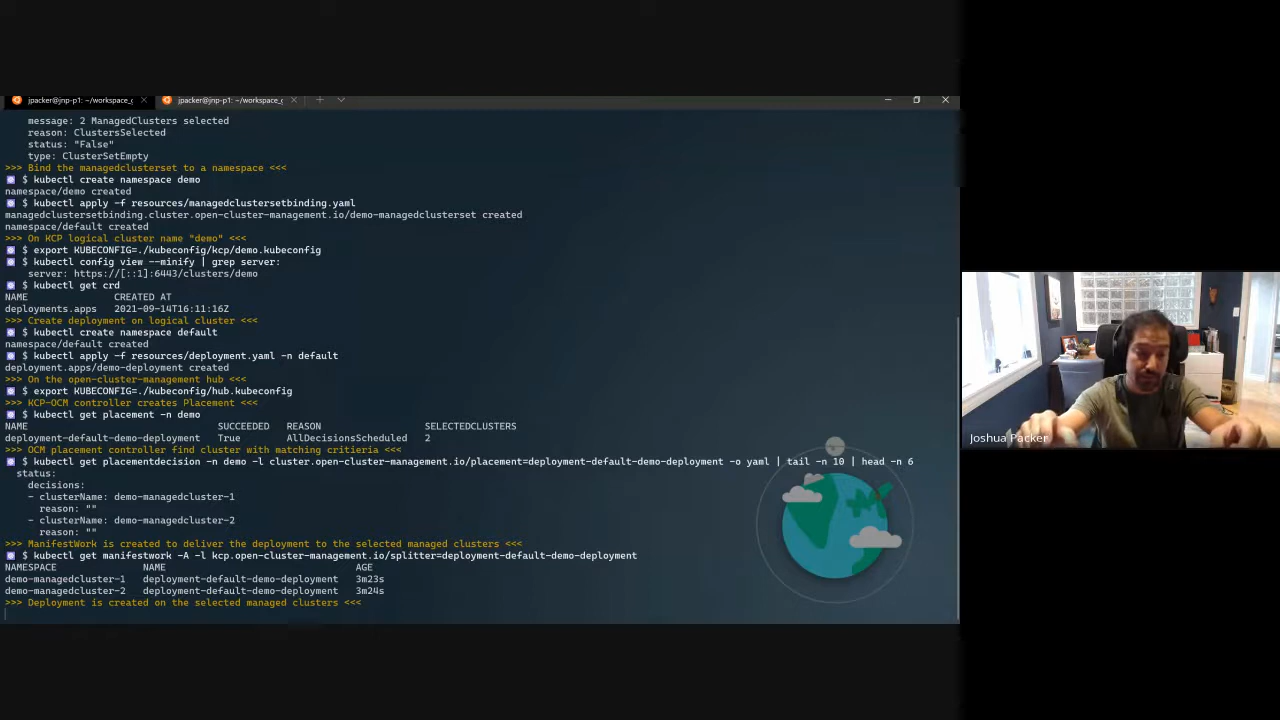 jpacker@jnp-p1: ~/workspace_c
jpacker@jnp-p1: ~/workspace_c
message: 2 ManagedClusters selected
reason: ClustersSelected
status: "False"
type: ClusterSetEmpty
>>> Bind the managedclusterset to a namespace <<<
$ kubectl create namespace demo
namespace/demo created
$ kubectl apply -f resources/managedclustersetbinding.yaml
managedclustersetbinding.cluster.open-cluster-management.io/demo-managedclusterset created
namespace/default created
>>> On KCP logical cluster name "demo" <<<
$ export KUBECONFIG=./kubeconfig/kcp/demo.kubeconfig
$ kubectl config view --minify | grep server:
server: https://[::1]:6443/clusters/demo
$ kubectl get crd
NAME CREATED AT
deployments.apps 2021-09-14T16:11:16Z
>>> Create deployment on logical cluster <<<
$ kubectl create namespace default
namespace/default created
$ kubectl apply -f resources/deployment.yaml -n default
deployment.apps/demo-deployment created
>>> On the open-cluster-management hub <<<
$ export KUBECONFIG=./kubeconfig/hub.kubeconfig
>>> KCP-OCM controller creates Placement <<<
$ kubectl get placement -n demo
NAME SUCCEEDED REASON SELECTEDCLUSTERS
deployment-default-demo-deployment True AllDecisionsScheduled 2
>>> OCM placement controller find cluster with matching critieria <<<
$ kubectl get placementdecision -n demo -l cluster.open-cluster-management.io/placement=deployment-default-demo-deployment -o yaml | tail -n 10 | head -n 6
status:
decisions:
- clusterName: demo-managedcluster-1
reason: ""
- clusterName: demo-managedcluster-2
reason: ""
>>> ManifestWork is created to deliver the deployment to the selected managed clusters <<<
$ kubectl get manifestwork -A -l kcp.open-cluster-management.io/splitter=deployment-default-demo-deployment
NAMESPACE NAME AGE
demo-managedcluster-1 deployment-default-demo-deployment 3m23s
demo-managedcluster-2 deployment-default-demo-deployment 3m24s
>>> Deployment is created on the selected managed clusters <<<
Joshua Packer